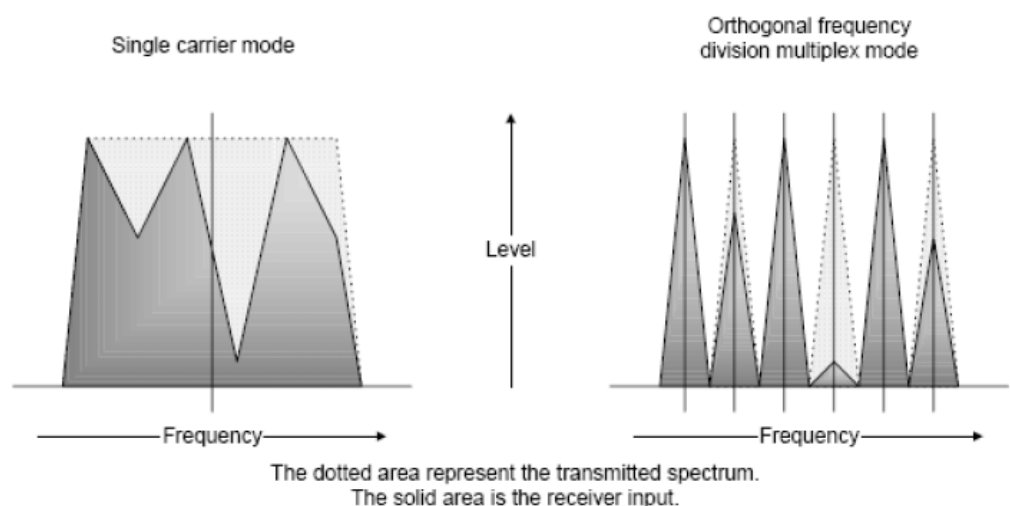 Single carrier mode
Orthogonal frequency
division multiplex mode
Level
Frequency
Frequency
The dotted area represent the transmitted spectrum.
The solid area is the receiver input.